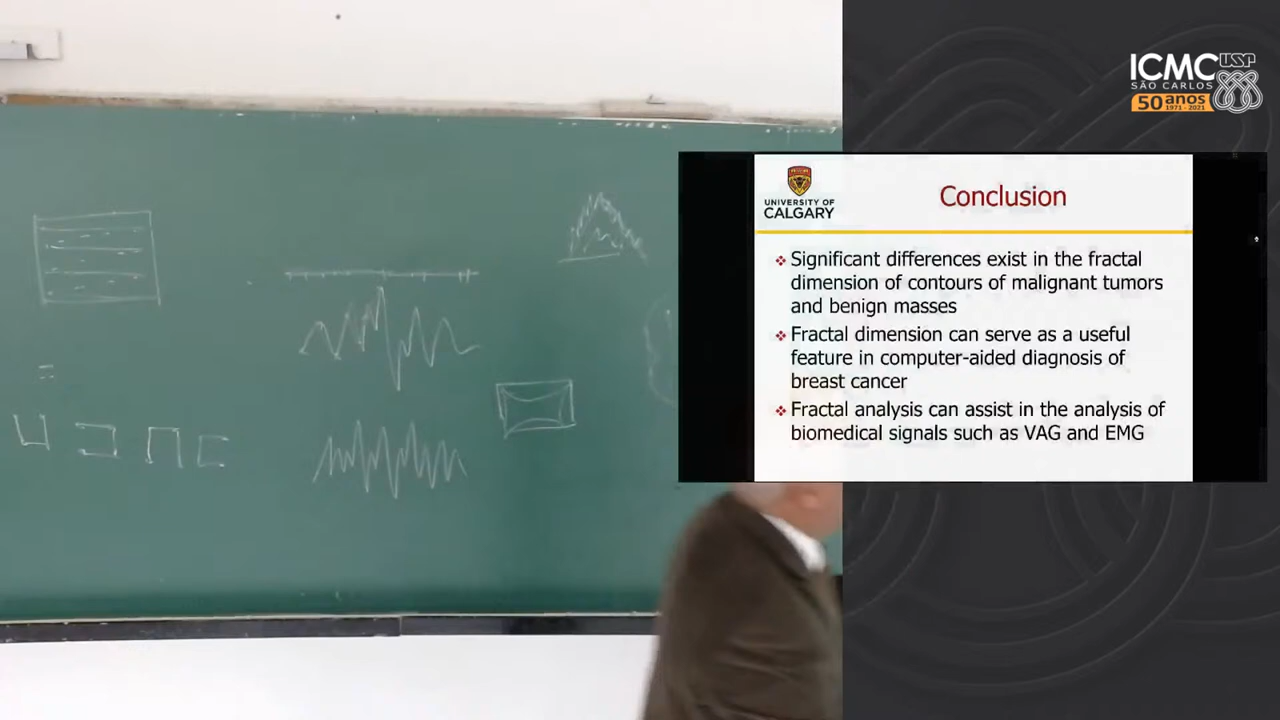 ICMC USP
SÃO CARLOS
50 anos
1971 - 2021
UNIVERSITY OF
CALGARY
Conclusion
Significant differences exist in the fractal
dimension of contours of malignant tumors
and benign masses
Fractal dimension can serve as a useful
feature in computer-aided diagnosis of
breast cancer
Fractal analysis can assist in the analysis of
biomedical signals such as VAG and EMG